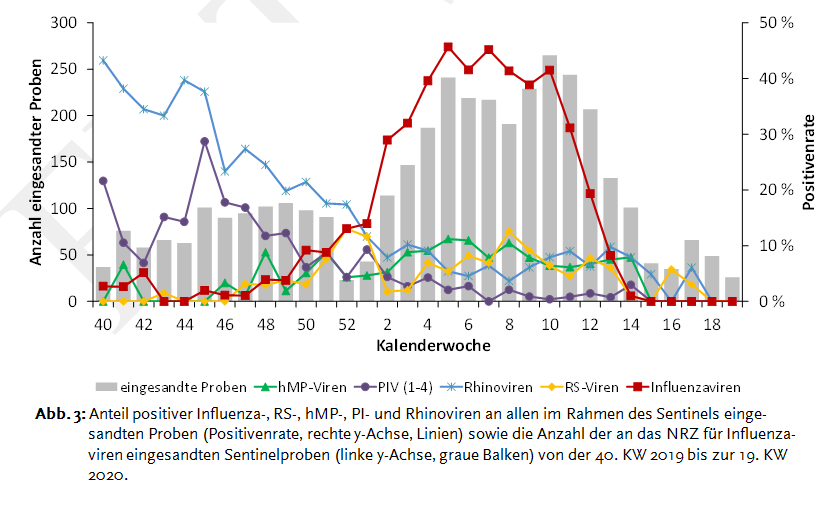 300
250
200
150
100
50
0
Anzahl eingesandter Proben
50 %
40 %
30 %
20 %
10 %
0 %
Positivenrate
40 42 44 46 48 50 52 2 4 6 8 10 12 14 16 18
Kalenderwoche
eingesandte Proben hMP-Viren PIV (1-4) Rhinoviren RS-Viren Influenzaviren
Abb. 3: Anteil positiver Influenza-, RS-, hMP-, PI- und Rhinoviren an allen im Rahmen des Sentinels einge-
sandten Proben (Positivenrate, rechte y-Achse, Linien) sowie die Anzahl der an das NRZ für Influenza-
viren eingesandten Sentinelproben (linke y-Achse, graue Balken) von der 40. KW 2019 bis zur 19. KW
2020.